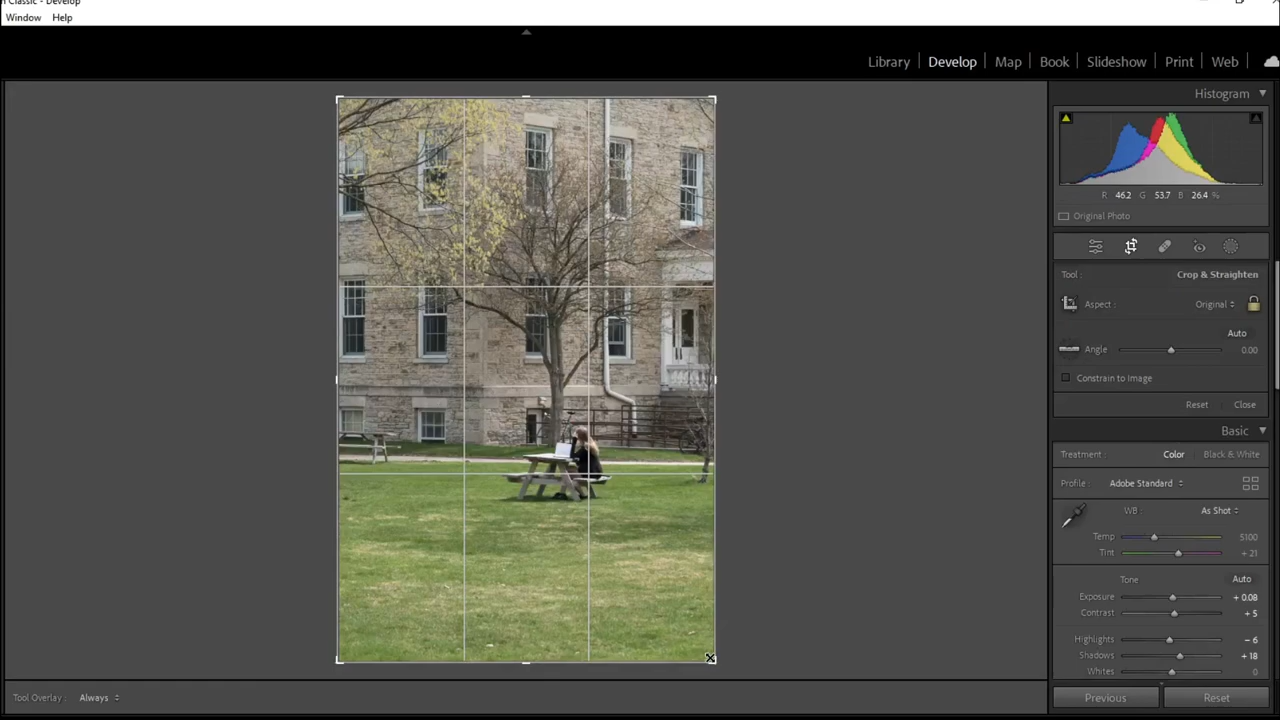 n Classic - Develop
Window Help
Library Develop Map Book Slideshow Print Web
Histogram
R 46.2 G 53.7 B 26.4 %
Original Photo
Tool : Crop & Straighten
Aspect : Original
Auto
Angle 0.00
Constrain to Image
Reset Close
Basic
Treatment : Color Black & White
Profile : Adobe Standard
WB : As Shot
Temp 5100
Tint + 21
Tone Auto
Exposure + 0.08
Contrast + 5
Highlights - 6
Shadows + 18
Whites 0
Tool Overlay : Always
Previous Reset